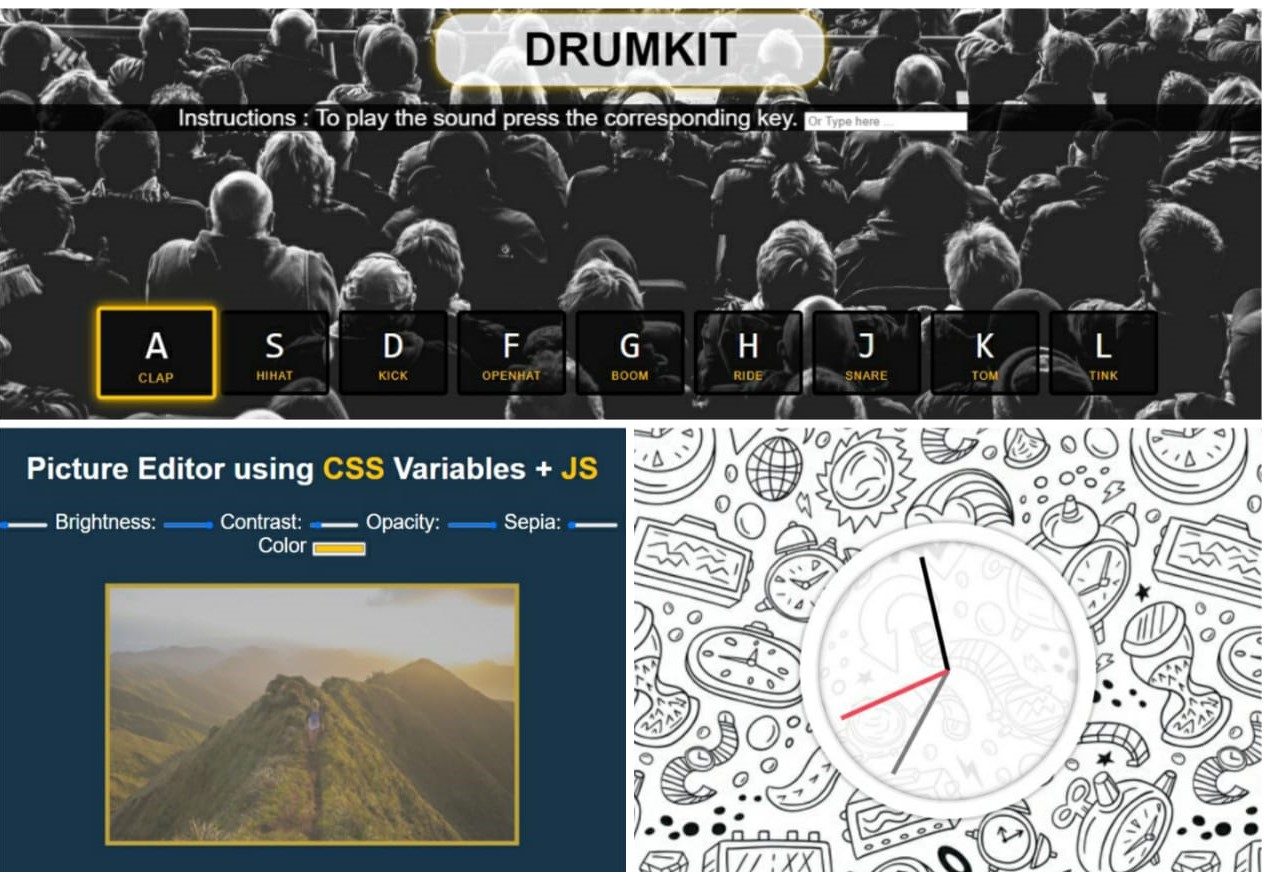 DRUMKIT
Instructions : To play the sound press the corresponding key. Or Type here ...
A S D F G H J K L
CLAP HIHAT KICK OPENHAT BOOM RIDE SNARE TOM TINK
Picture Editor using CSS Variables + JS
Brightness: Contrast: Opacity: Sepia:
Color